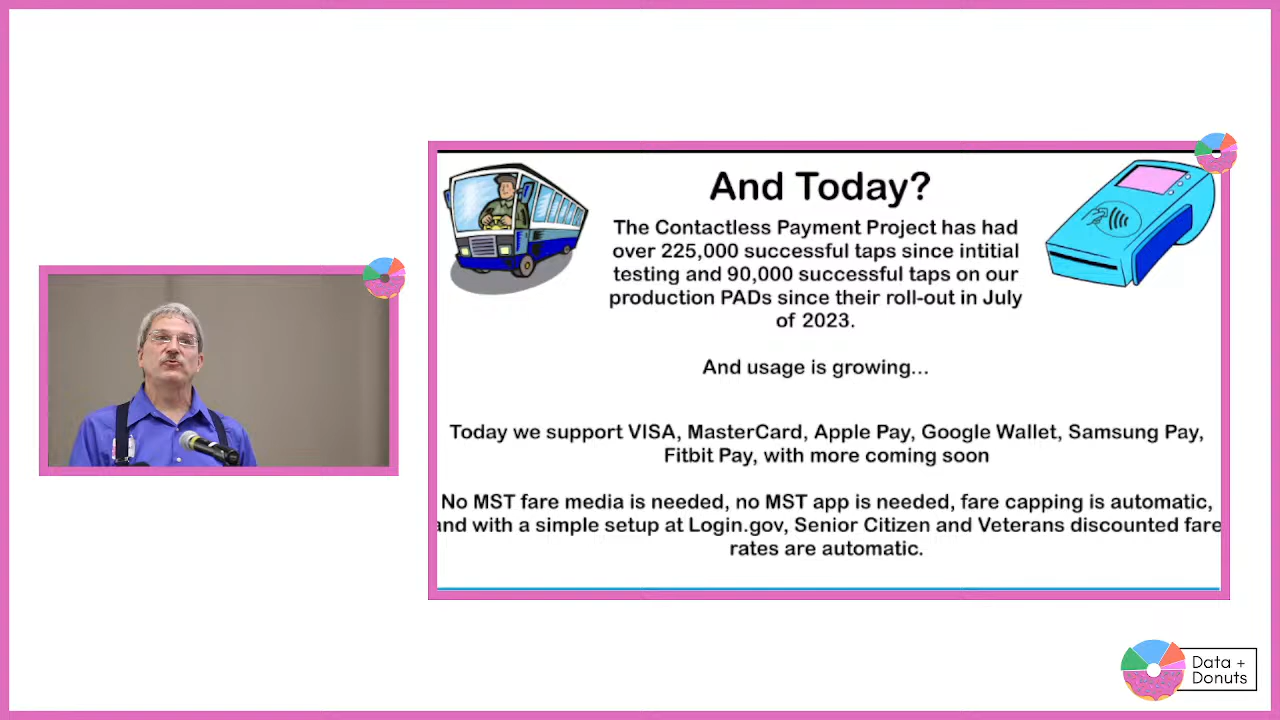 And Today?
The Contactless Payment Project has had
over 225,000 successful taps since intitial
testing and 90,000 successful taps on our
production PADs since their roll-out in July
of 2023.
And usage is growing...
Today we support VISA, MasterCard, Apple Pay, Google Wallet, Samsung Pay,
Fitbit Pay, with more coming soon
No MST fare media is needed, no MST app is needed, fare capping is automatic,
and with a simple setup at Login.gov, Senior Citizen and Veterans discounted fare
rates are automatic.
Data +
Donuts